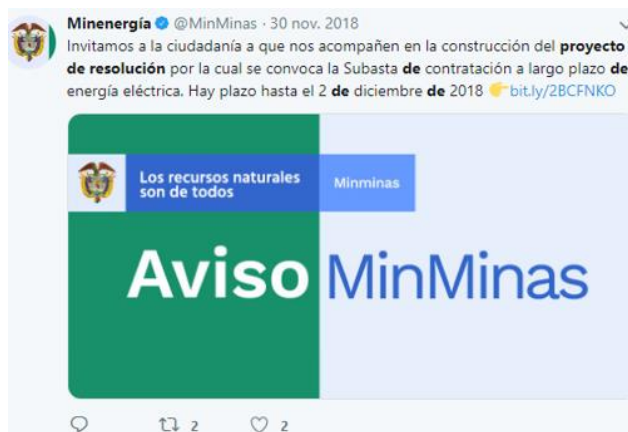 Minenergía @MinMinas · 30 nov. 2018
Invitamos a la ciudadanía a que nos acompañen en la construcción del proyecto
de resolución por la cual se convoca la Subasta de contratación a largo plazo de
energía eléctrica. Hay plazo hasta el 2 de diciembre de 2018 👉 bit.ly/2BCFNKO
Los recursos naturales
son de todos
Minminas
Aviso MinMinas
2 2